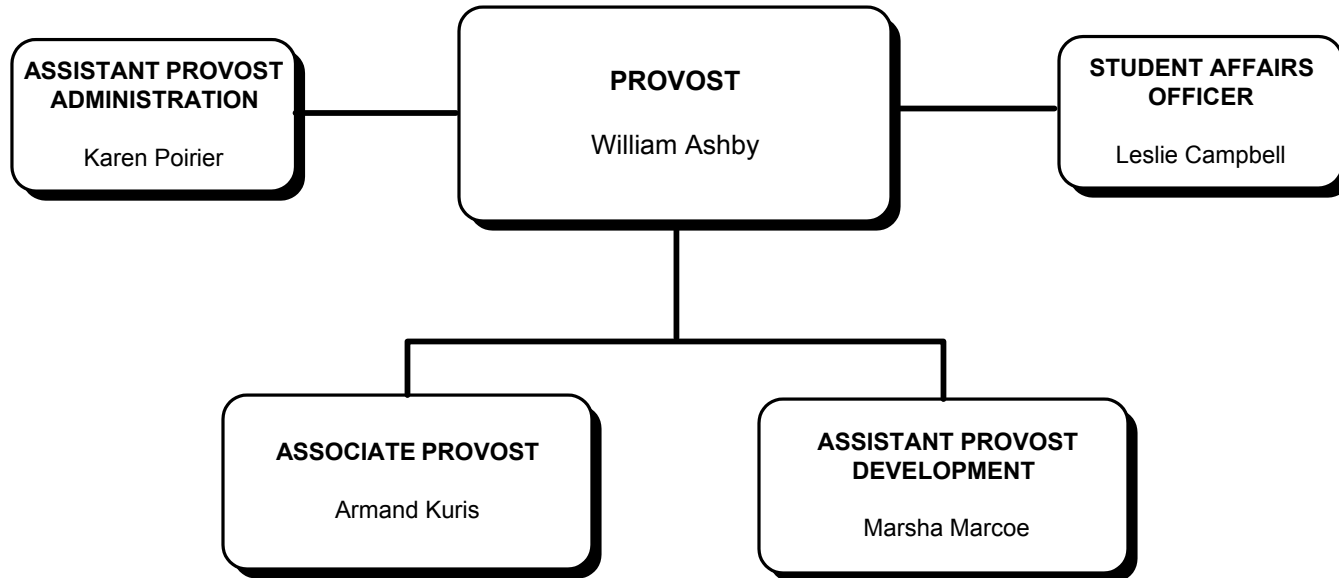 ASSISTANT PROVOST
ADMINISTRATION
Karen Poirier
PROVOST
William Ashby
STUDENT AFFAIRS
OFFICER
Leslie Campbell
ASSOCIATE PROVOST
Armand Kuris
ASSISTANT PROVOST
DEVELOPMENT
Marsha Marcoe